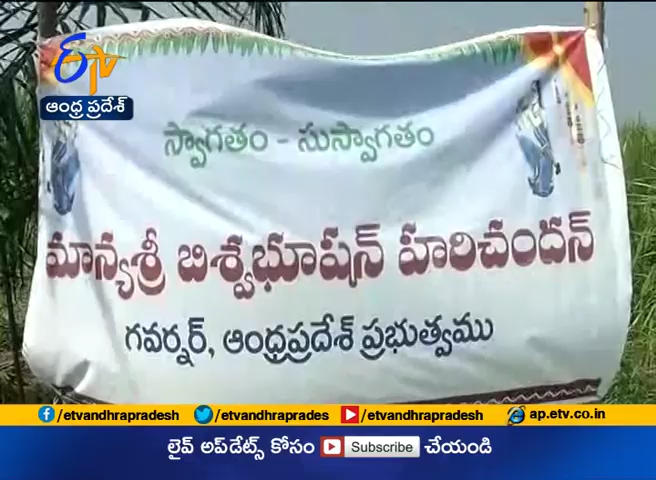 ETV
ఆంధ్ర ప్రదేశ్
స్వాగతం - సుస్వాగతం
మాన్యశ్రీ బిశ్వభూషన్ హరిచందన్
గవర్నర్, ఆంధ్రప్రదేశ్ ప్రభుత్వము
/etvandhrapradesh /etvandhraprades /etvandhrapradesh ap.etv.co.in
లైవ్ అప్‌డేట్స్ కోసం Subscribe చేయండి